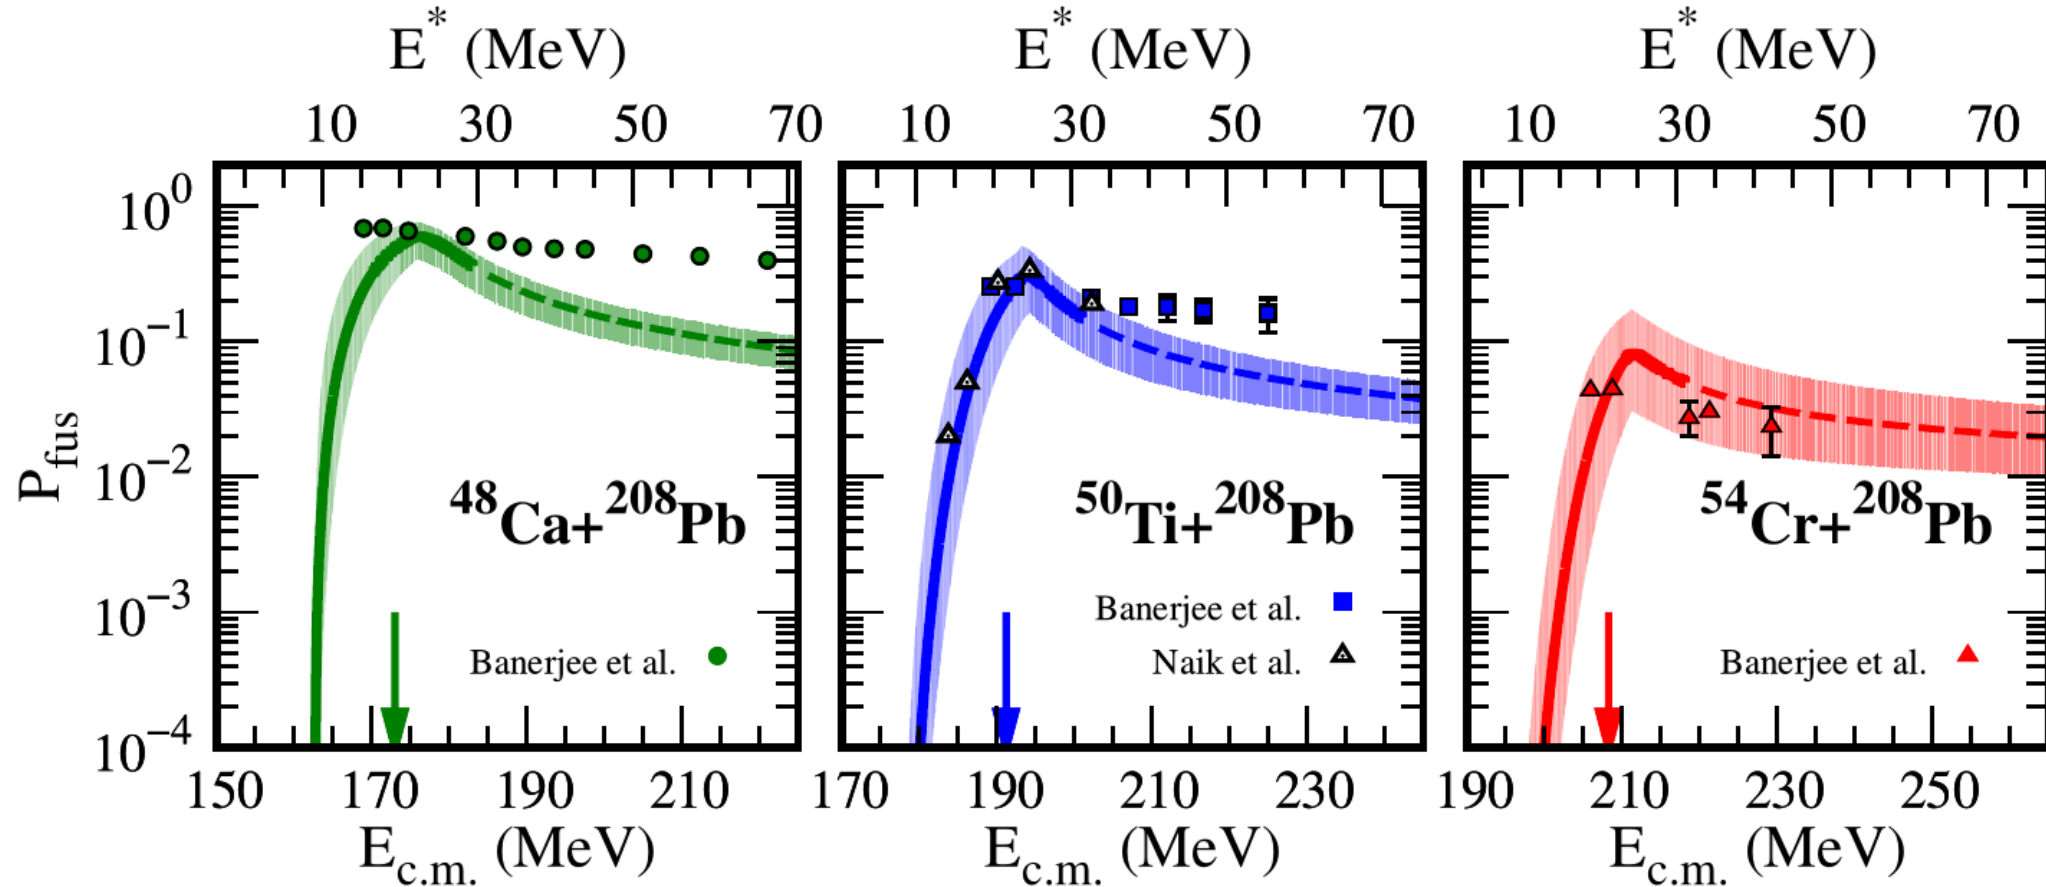 E* (MeV) E* (MeV) E* (MeV)
10 30 50 70 10 30 50 70 10 30 50 70
10⁰
10⁻¹
10⁻²
10⁻³
10⁻⁴
P_fus
⁴⁸Ca+²⁰⁸Pb
Banerjee et al.
⁵⁰Ti+²⁰⁸Pb
Banerjee et al.
Naik et al.
⁵⁴Cr+²⁰⁸Pb
Banerjee et al.
150 170 190 210 170 190 210 230 190 210 230 250
E_c.m. (MeV) E_c.m. (MeV) E_c.m. (MeV)